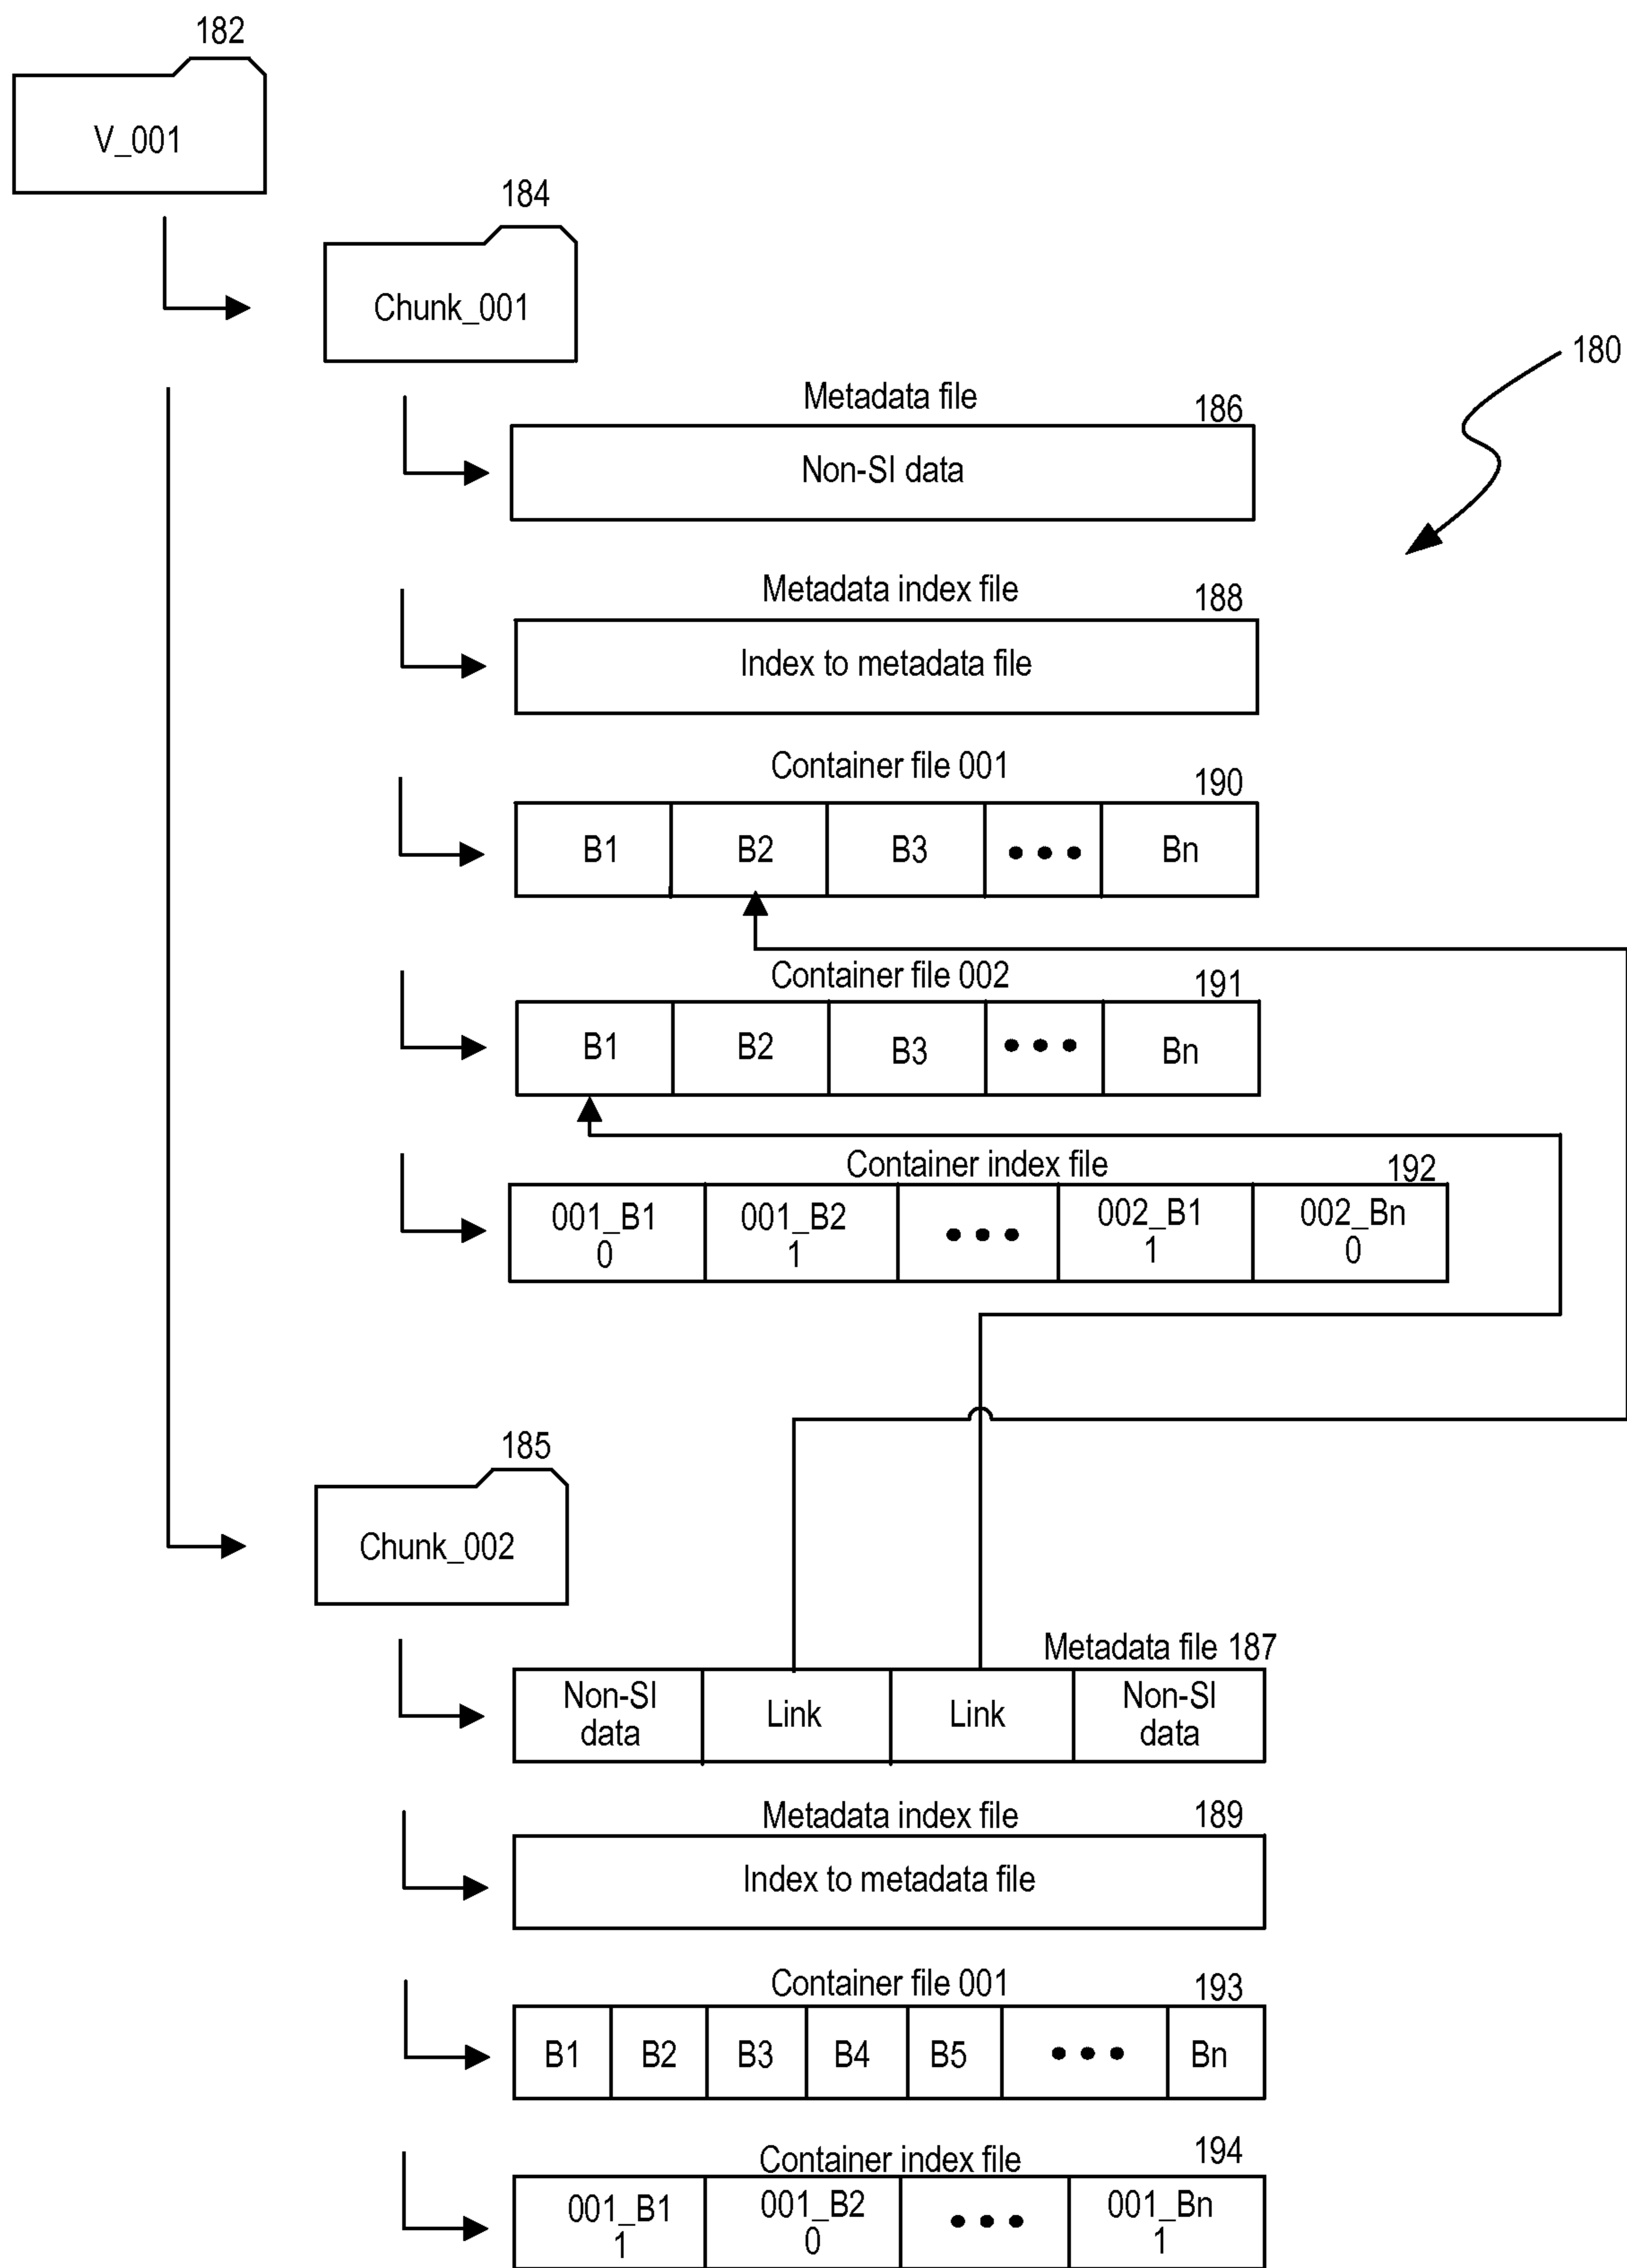 182
V_001
184
Chunk_001
180
Metadata file
186
Non-SI data
Metadata index file
188
Index to metadata file
Container file 001
190
B1 B2 B3 ••• Bn
Container file 002
191
B1 B2 B3 ••• Bn
Container index file
192
001_B1 001_B2 ••• 002_B1 002_Bn
0 1 1 0
185
Chunk_002
Metadata file 187
Non-SI Link Link Non-SI
data data
Metadata index file
189
Index to metadata file
Container file 001
193
B1 B2 B3 B4 B5 ••• Bn
Container index file
194
001_B1 001_B2 ••• 001_Bn
1 0 1